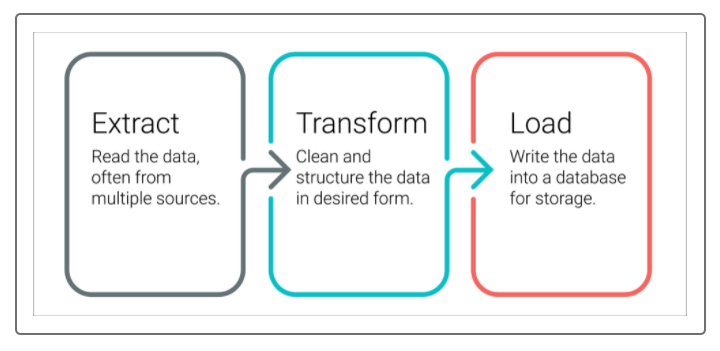 Extract
Read the data,
often from
multiple sources.
Transform
Clean and
structure the data
in desired form.
Load
Write the data
into a database
for storage.